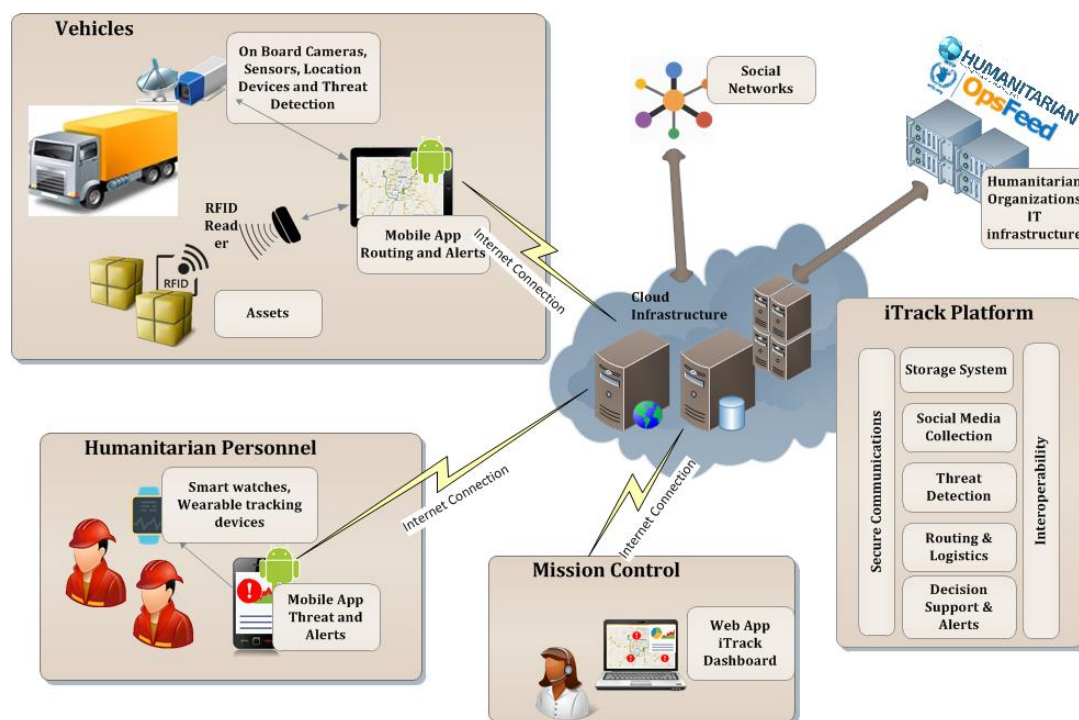 Vehicles
On Board Cameras,
Sensors, Location
Devices and Threat
Detection
RFID
Read
er
Mobile App
Routing and Alerts
RFID
Assets
Internet Connection
Social
Networks
HUMANITARIAN
OpsFeed
Humanitarian
Organizations
IT
infrastructure
Cloud
Infrastructure
iTrack Platform
Secure Communications
Storage System
Social Media
Collection
Threat
Detection
Routing &
Logistics
Decision
Support &
Alerts
Interoperability
Humanitarian Personnel
Smart watches,
Wearable tracking
devices
Mobile App
Threat and
Alerts
Internet Connection
Internet Connection
Mission Control
Web App
iTrack
Dashboard